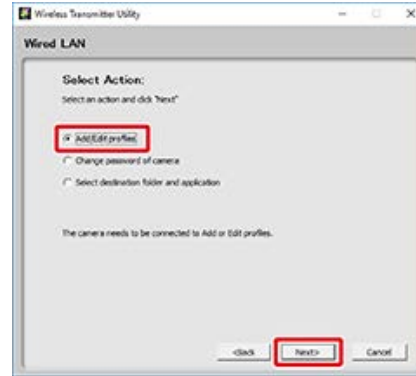 Wireless Transmitter Utility
Wired LAN
Select Action:
Select an action and click "Next"
Add/Edit profiles
Change password of camera
Select destination folder and application
The camera needs to be connected to Add or Edit profiles.
<Back
Next>
Cancel